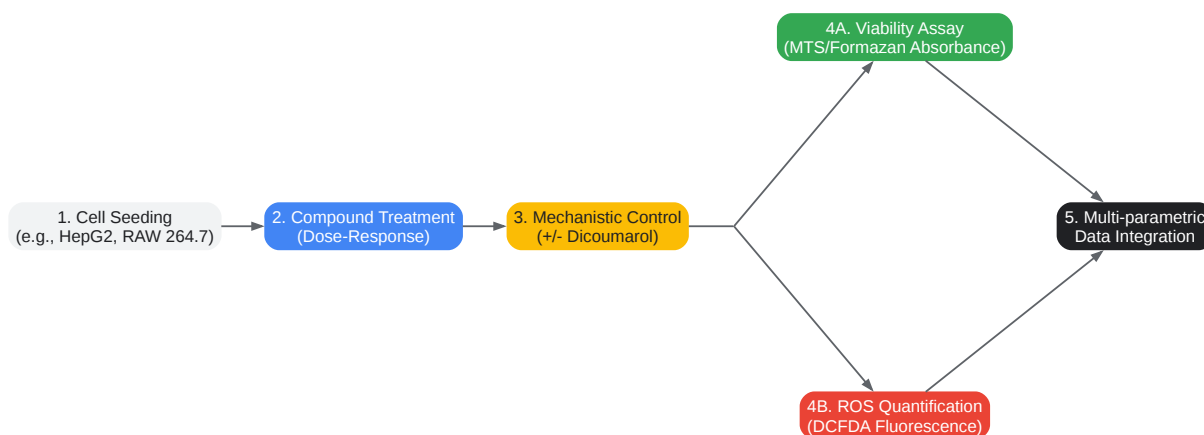 4A. Viability Assay
(MTS/Formazan Absorbance)
1. Cell Seeding
(e.g., HepG2, RAW 264.7)
2. Compound Treatment
(Dose-Response)
3. Mechanistic Control
(+/- Dicoumarol)
5. Multi-parametric
Data Integration
4B. ROS Quantification
(DCFDA Fluorescence)